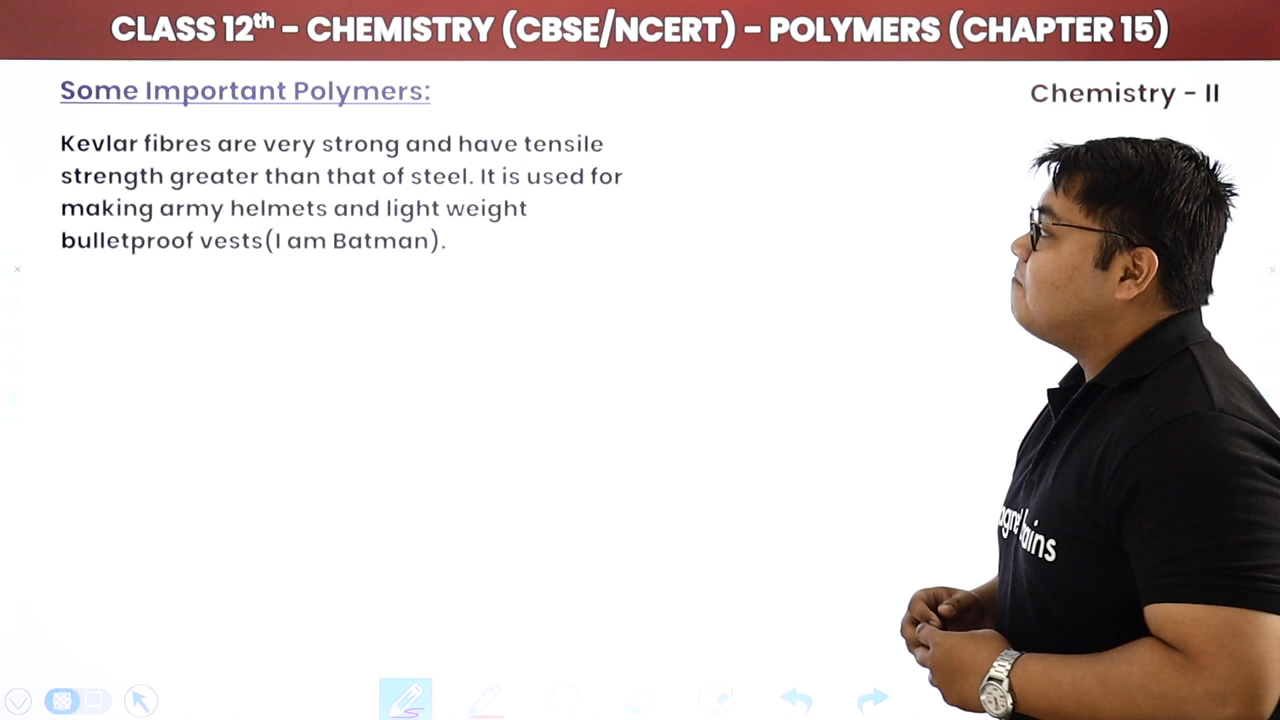 CLASS 12th - CHEMISTRY (CBSE/NCERT) - POLYMERS (CHAPTER 15)
Some Important Polymers:
Chemistry - II
Kevlar fibres are very strong and have tensile
strength greater than that of steel. It is used for
making army helmets and light weight
bulletproof vests(I am Batman).